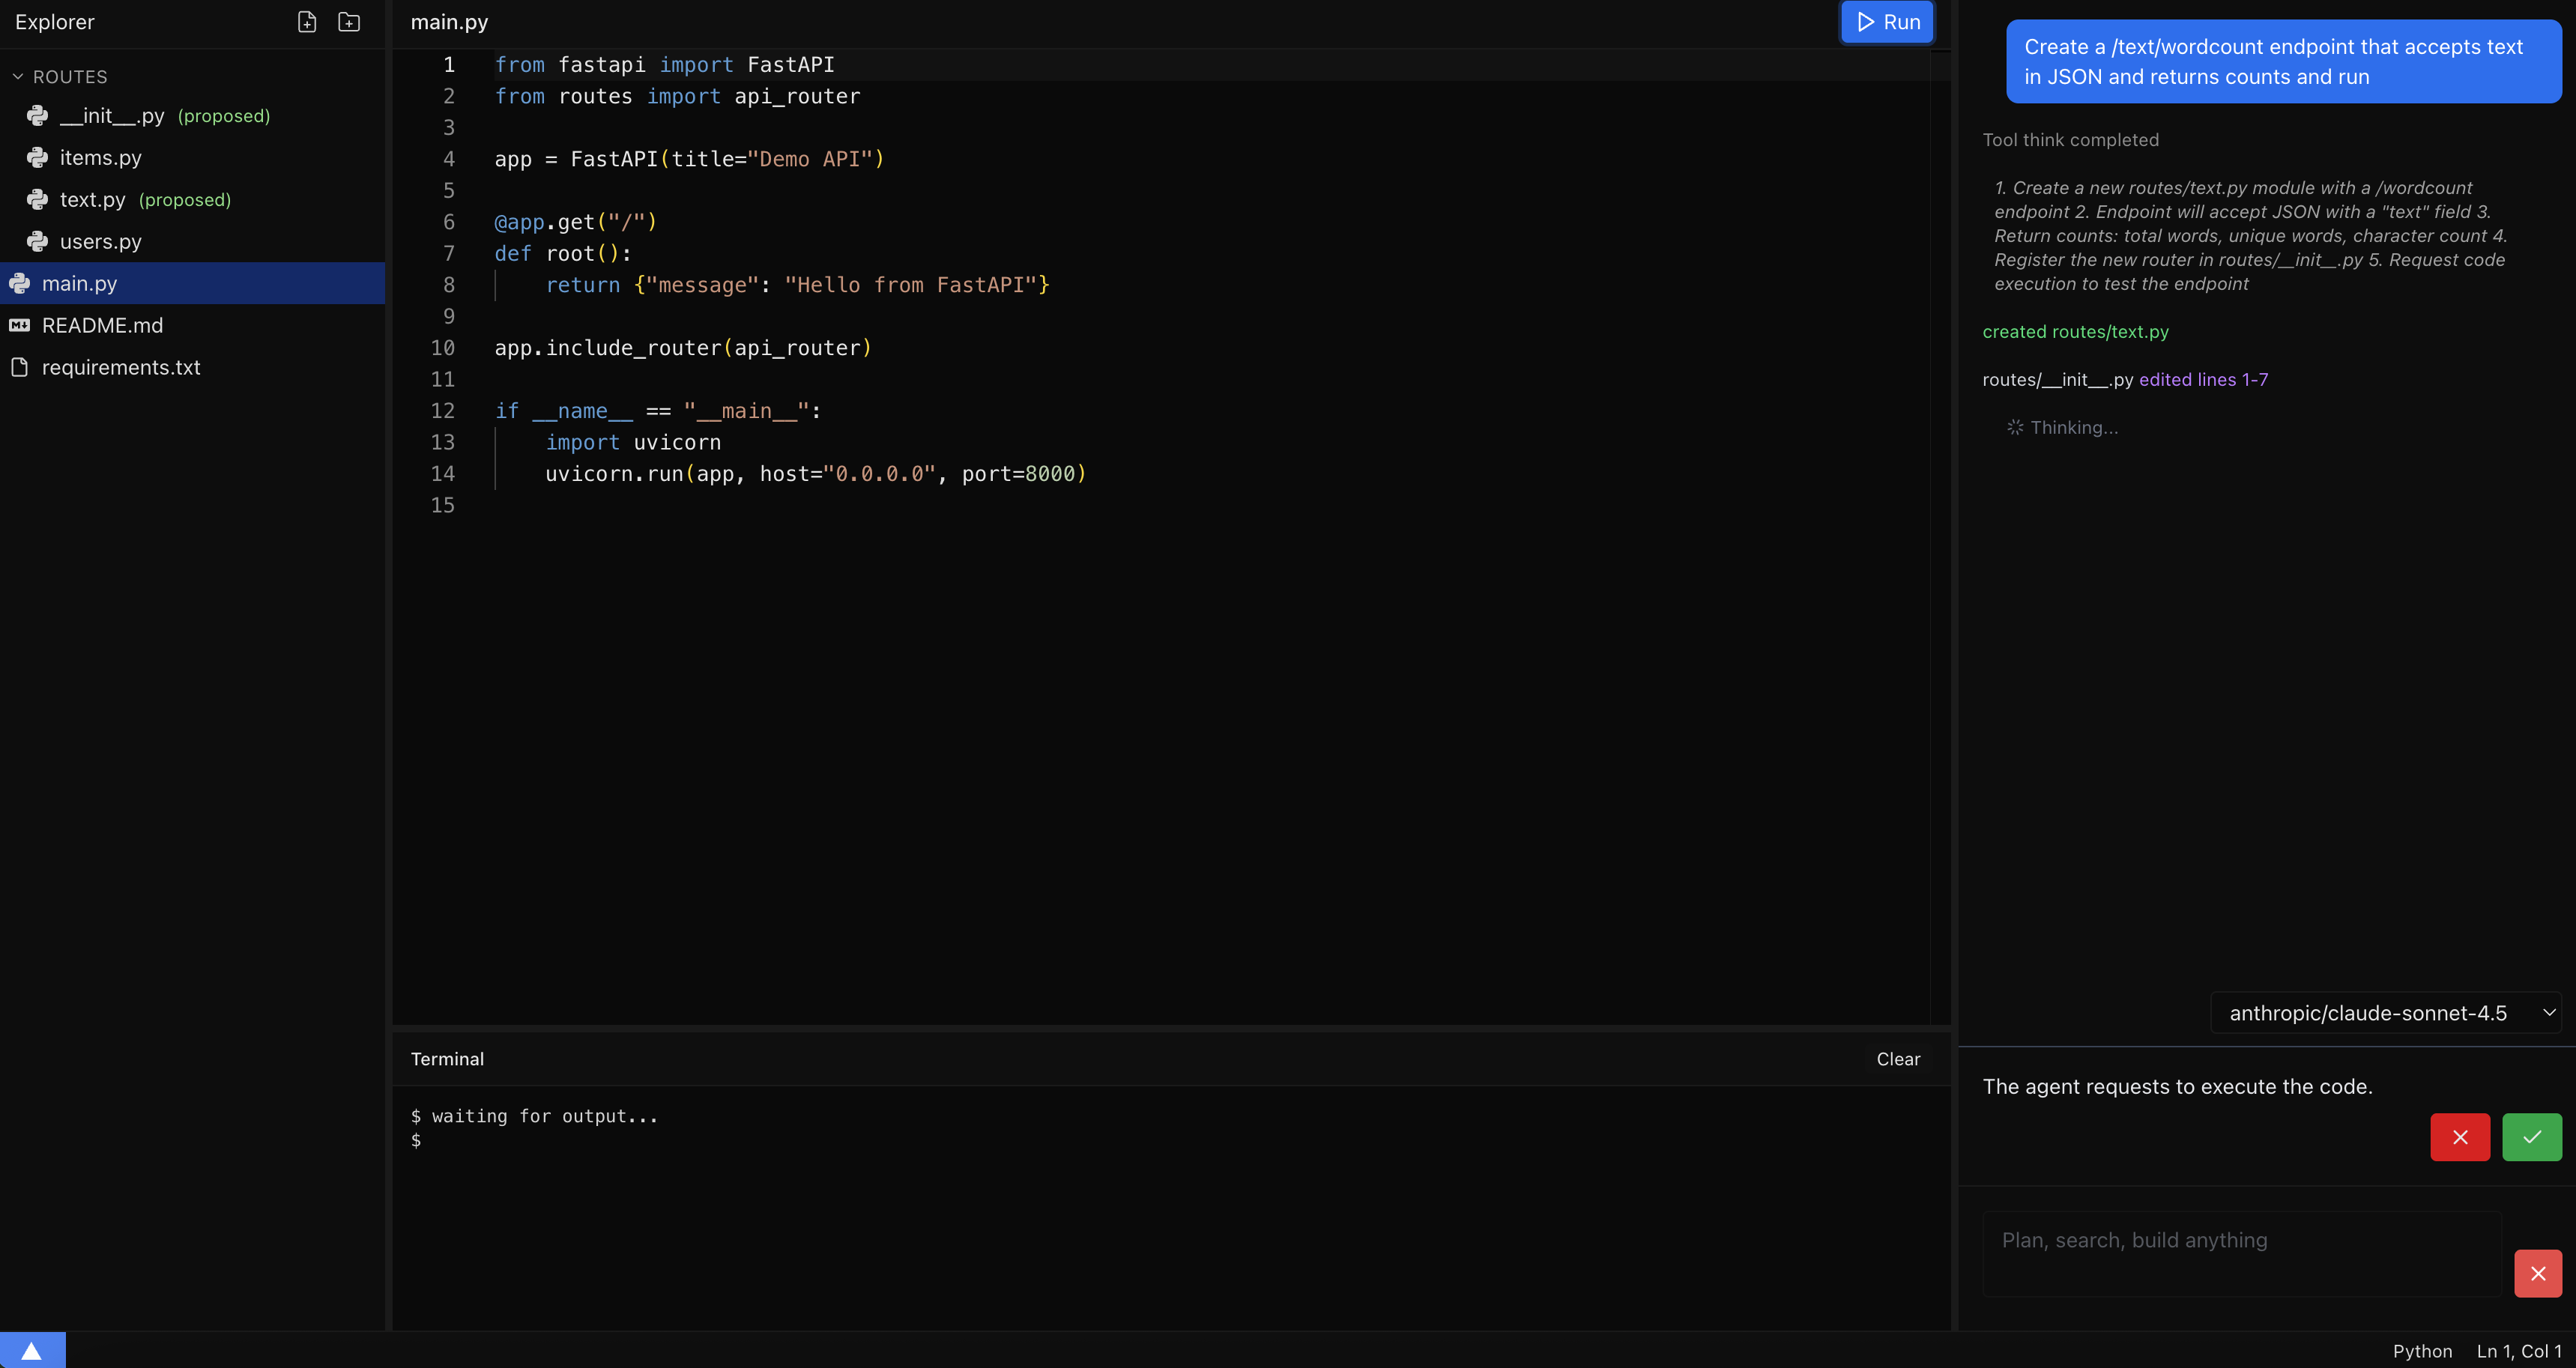 Explorer
ROUTES
__init__.py (proposed)
items.py
text.py (proposed)
users.py
main.py
README.md
requirements.txt
main.py
Run
1 from fastapi import FastAPI
2 from routes import api_router
3
4 app = FastAPI(title="Demo API")
5
6 @app.get("/")
7 def root():
8     return {"message": "Hello from FastAPI"}
9
10 app.include_router(api_router)
11
12 if __name__ == "__main__":
13     import uvicorn
14     uvicorn.run(app, host="0.0.0.0", port=8000)
15
Terminal
Clear
$ waiting for output...
$
Create a /text/wordcount endpoint that accepts text
in JSON and returns counts and run
Tool think completed
1. Create a new routes/text.py module with a /wordcount
endpoint 2. Endpoint will accept JSON with a "text" field 3.
Return counts: total words, unique words, character count 4.
Register the new router in routes/__init__.py 5. Request code
execution to test the endpoint
created routes/text.py
routes/__init__.py edited lines 1-7
Thinking...
anthropic/claude-sonnet-4.5
The agent requests to execute the code.
Plan, search, build anything
Python Ln 1, Col 1